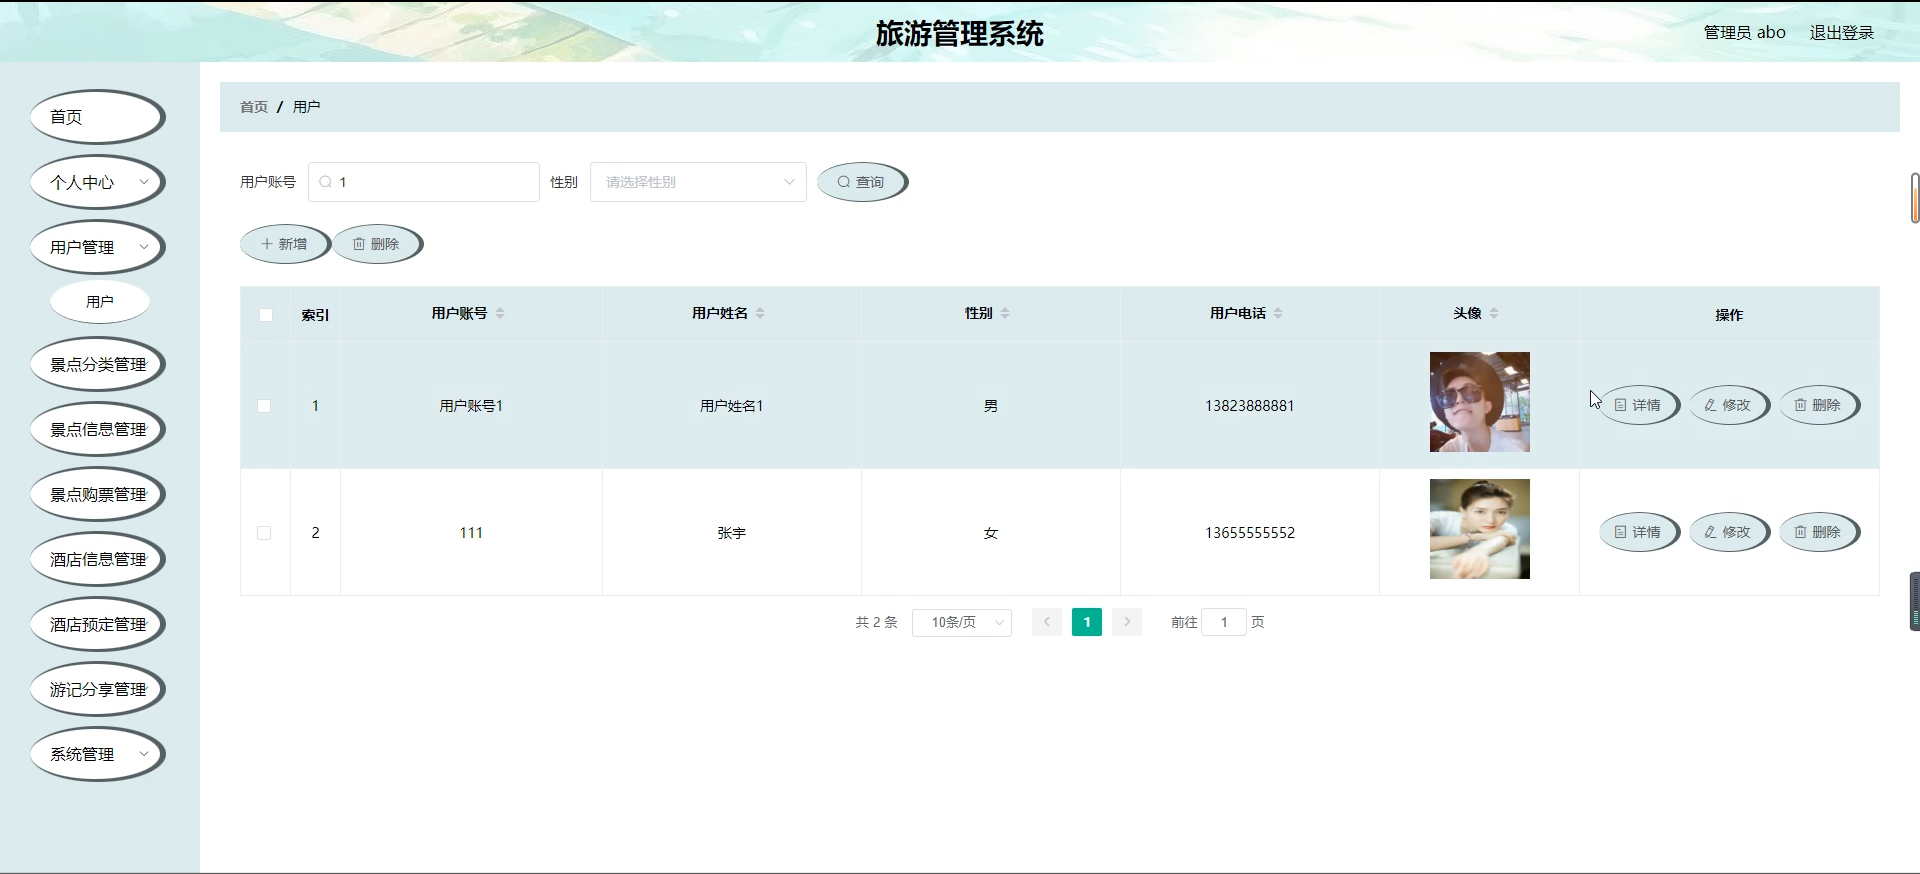 旅游管理系统
管理员 abo 退出登录
首页
个人中心
用户管理
用户
景点分类管理
景点信息管理
景点购票管理
酒店信息管理
酒店预定管理
游记分享管理
系统管理
首页 / 用户
用户账号 1 性别 请选择性别 查询
新增 删除
索引 用户账号 用户姓名 性别 用户电话 头像 操作
1 用户账号1 用户姓名1 男 13823888881 详情 修改 删除
2 111 张宇 女 13655555552 详情 修改 删除
共 2 条 10条/页 1 前往 1 页